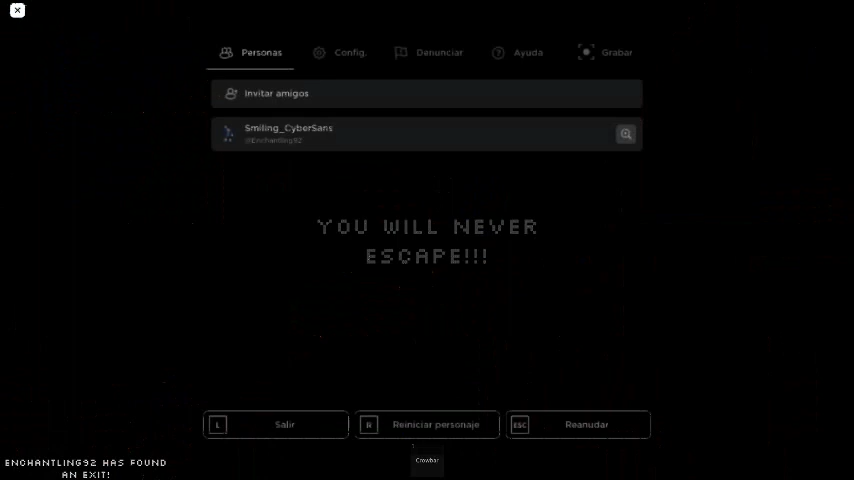 Personas
Config.
Denunciar
Ayuda
Grabar
Invitar amigos
Smiling_CyberSans
@Enchantling92
YOU WILL NEVER
ESCAPE!!!
L
Salir
R
Reiniciar personaje
ESC
Reanudar
Crowbar
ENCHANTLING92 HAS FOUND
AN EXIT!